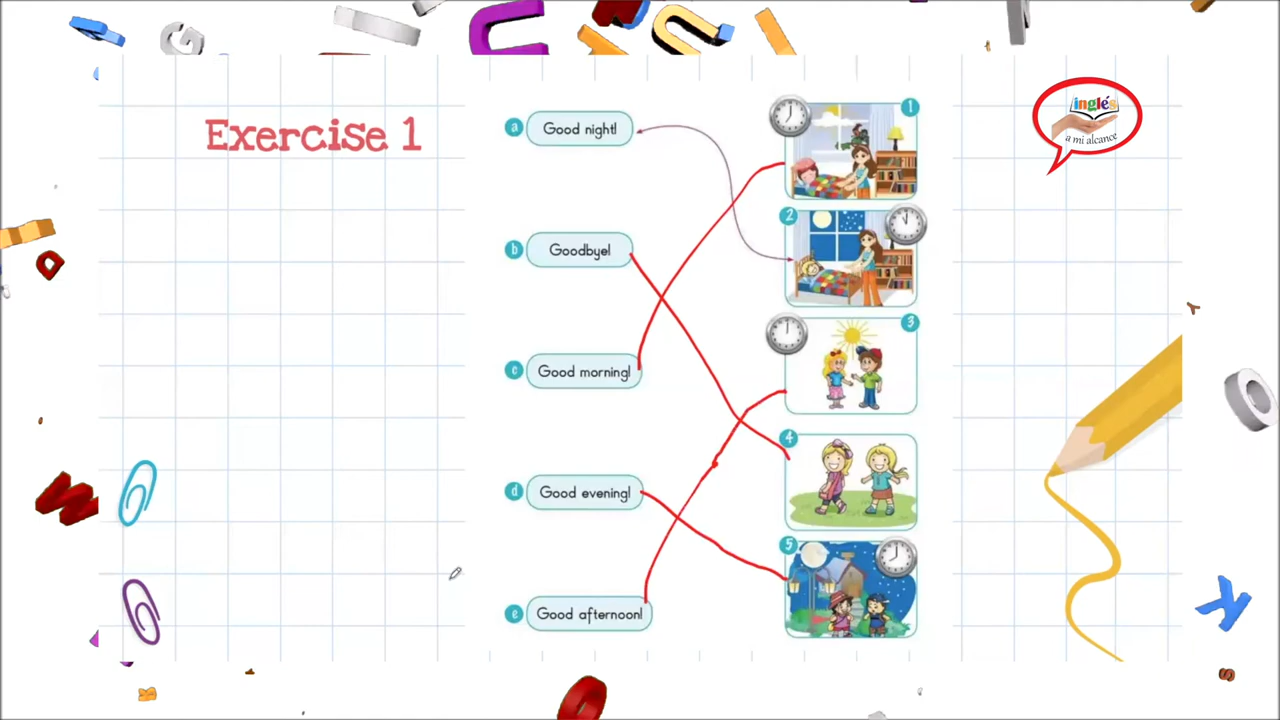 Exercise 1
inglés
a mi alcance
a Good night!
b Goodbye!
c Good morning!
d Good evening!
e Good afternoon!
1
2
3
4
5